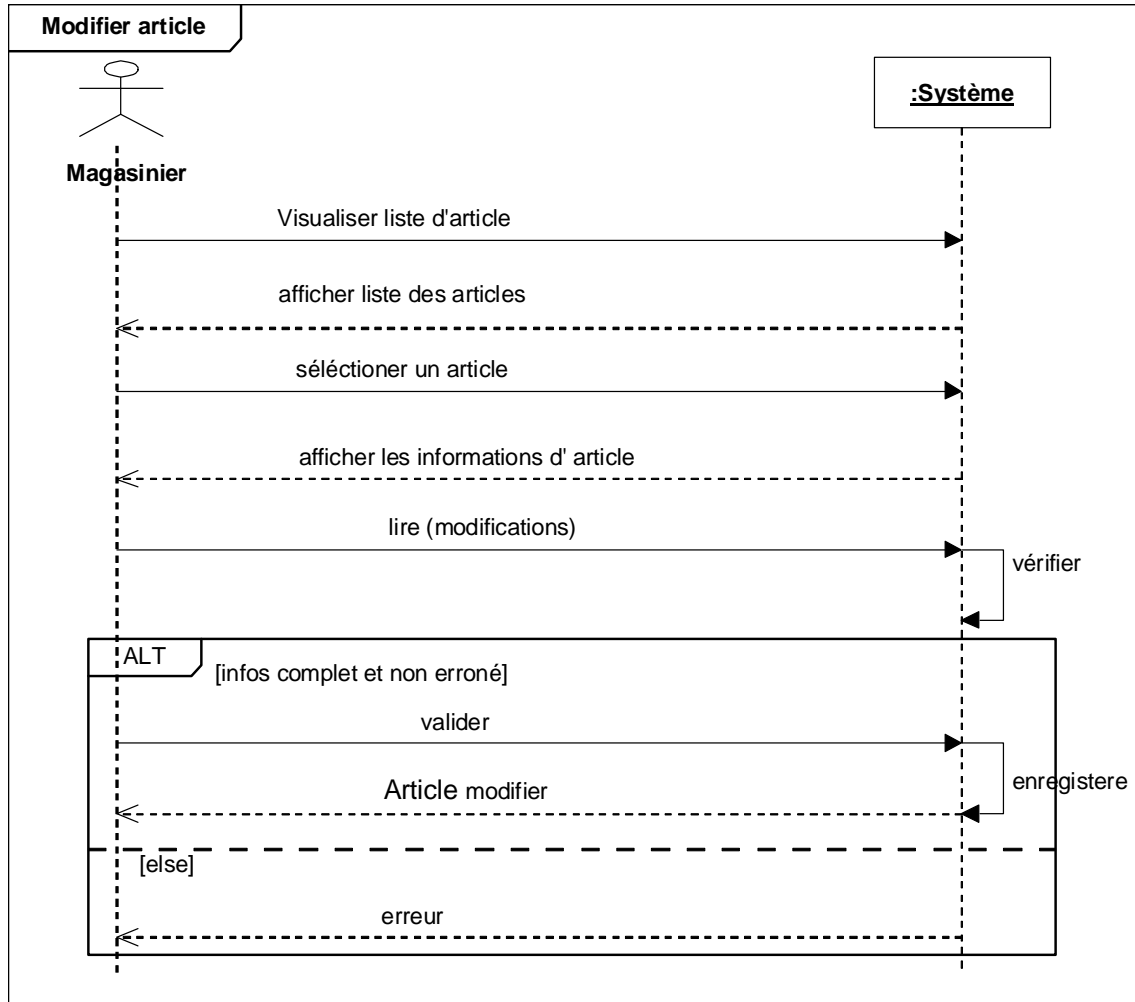 Modifier article
:Système
Magasinier
Visualiser liste d'article
afficher liste des articles
séléctioner un article
afficher les informations d' article
lire (modifications)
vérifier
ALT
[infos complet et non erroné]
valider
enregistere
Article modifier
[else]
erreur